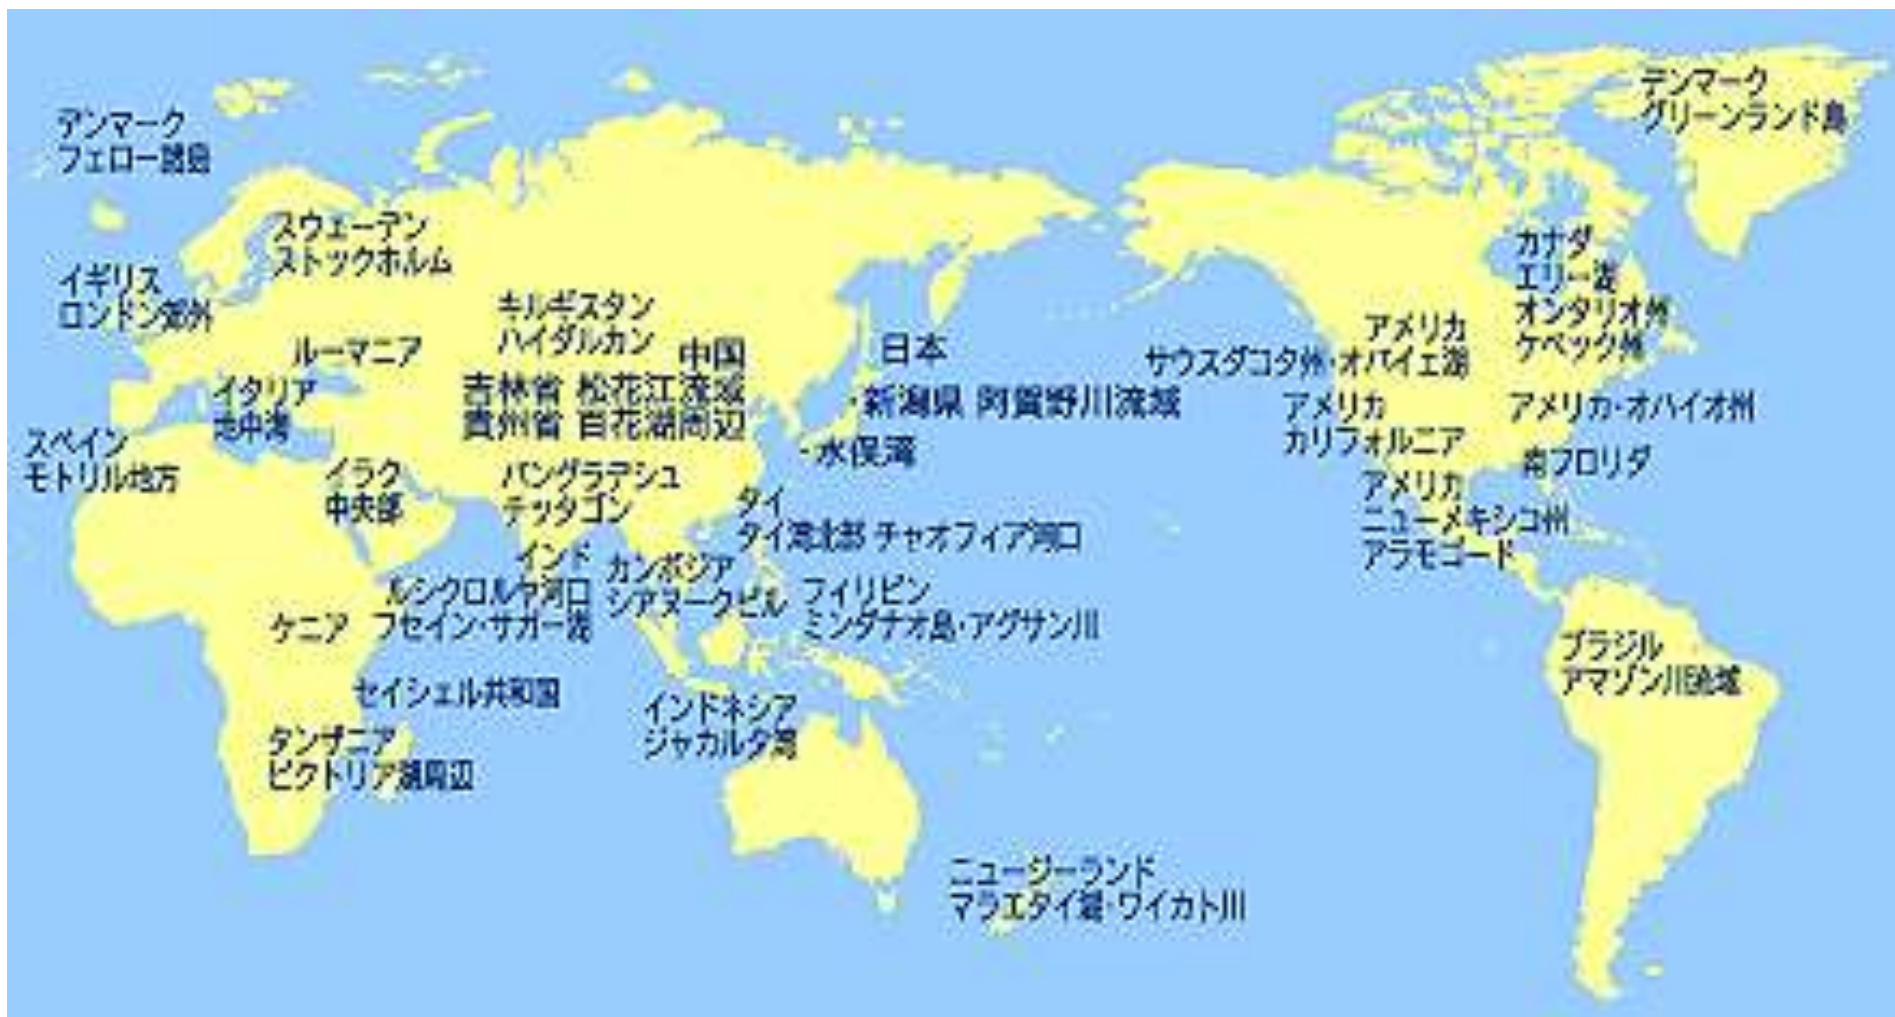 デンマーク
フェロー諸島
デンマーク
グリーンランド島
スウェーデン
ストックホルム
イギリス
ロンドン郊外
キルギスタン
ハイダルカン
ルーマニア
中国
吉林省 松花江流域
貴州省 百花湖周辺
日本
新潟県 阿賀野川流域
水俣湾
イタリア
地中海
スペイン
モトリル地方
イラク
中央部
バングラデシュ
テッタゴン
タイ
タイ湾北部 チャオフィア河口
インド
ルシクロルヤ河口
フセイン・サガー湖
カンボジア
シアヌークビル
フィリピン
ミンダナオ島・アグサン川
ケニア
セイシェル共和国
タンザニア
ビクトリア湖周辺
インドネシア
ジャカルタ湾
ニュージーランド
マラエタイ湖・ワイカト川
カナダ
エリー湖
オンタリオ州
ケベック州
アメリカ
サウスダコタ州・オバイェ湖
アメリカ
カリフォルニア
アメリカ・オハイオ州
南フロリダ
アメリカ
ニューメキシコ州
アラモゴード
ブラジル
アマゾン川流域